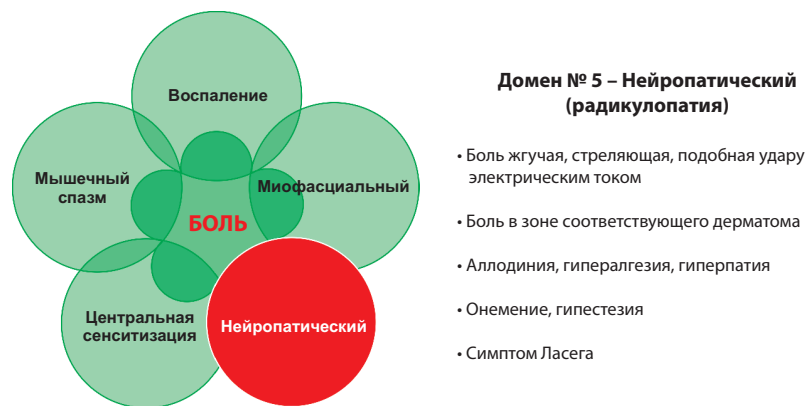 Воспаление
Мышечный
спазм
Миофасциальный
БОЛЬ
Центральная
сенситизация
Нейропатический
Домен № 5 – Нейропатический
(радикулопатия)
• Боль жгучая, стреляющая, подобная удару
электрическим током
• Боль в зоне соответствующего дерматома
• Аллодиния, гипералгезия, гиперпатия
• Онемение, гипестезия
• Симптом Ласега